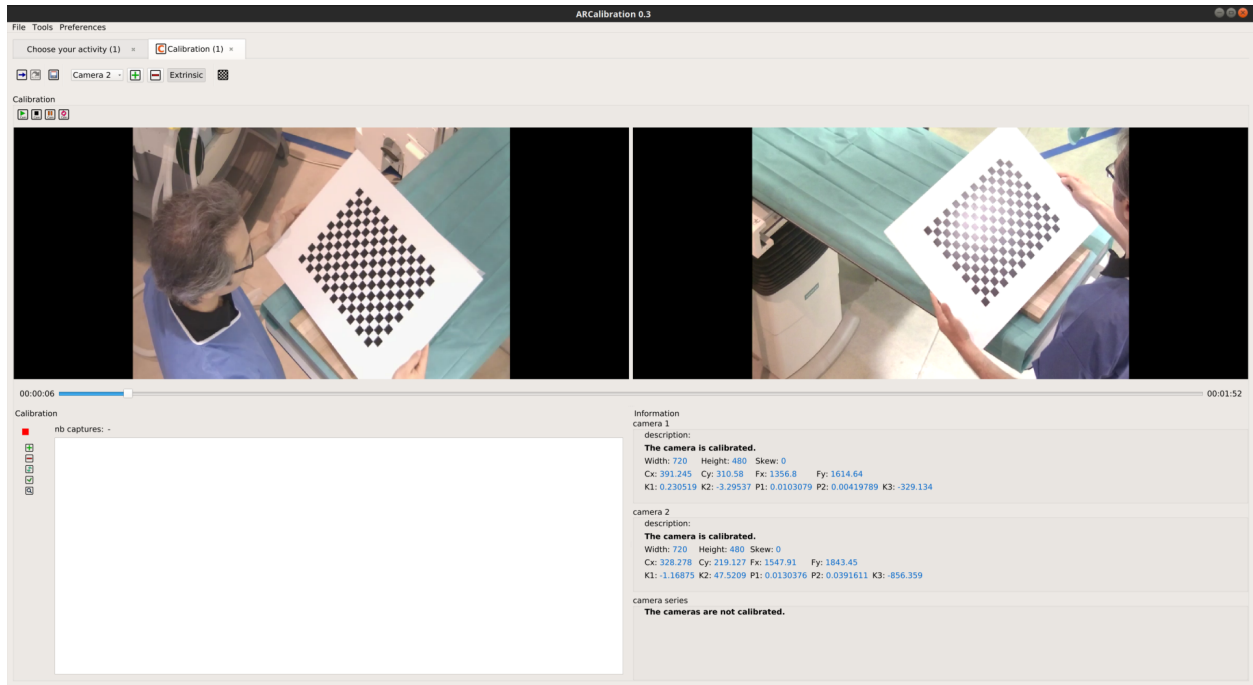 ARCalibration 0.3
File Tools Preferences
Choose your activity (1) × C Calibration (1) ×
Camera 2 Extrinsic
Calibration
00:00:06 00:01:52
Calibration
nb captures: -
Information
camera 1
description:
The camera is calibrated.
Width: 720 Height: 480 Skew: 0
Cx: 391.245 Cy: 310.58 Fx: 1356.8 Fy: 1614.64
K1: 0.230519 K2: -3.29537 P1: 0.0103079 P2: 0.00419789 K3: -329.134
camera 2
description:
The camera is calibrated.
Width: 720 Height: 480 Skew: 0
Cx: 328.278 Cy: 219.127 Fx: 1547.91 Fy: 1843.45
K1: -1.16875 K2: 47.5209 P1: 0.0130376 P2: 0.0391611 K3: -856.359
camera series
The cameras are not calibrated.